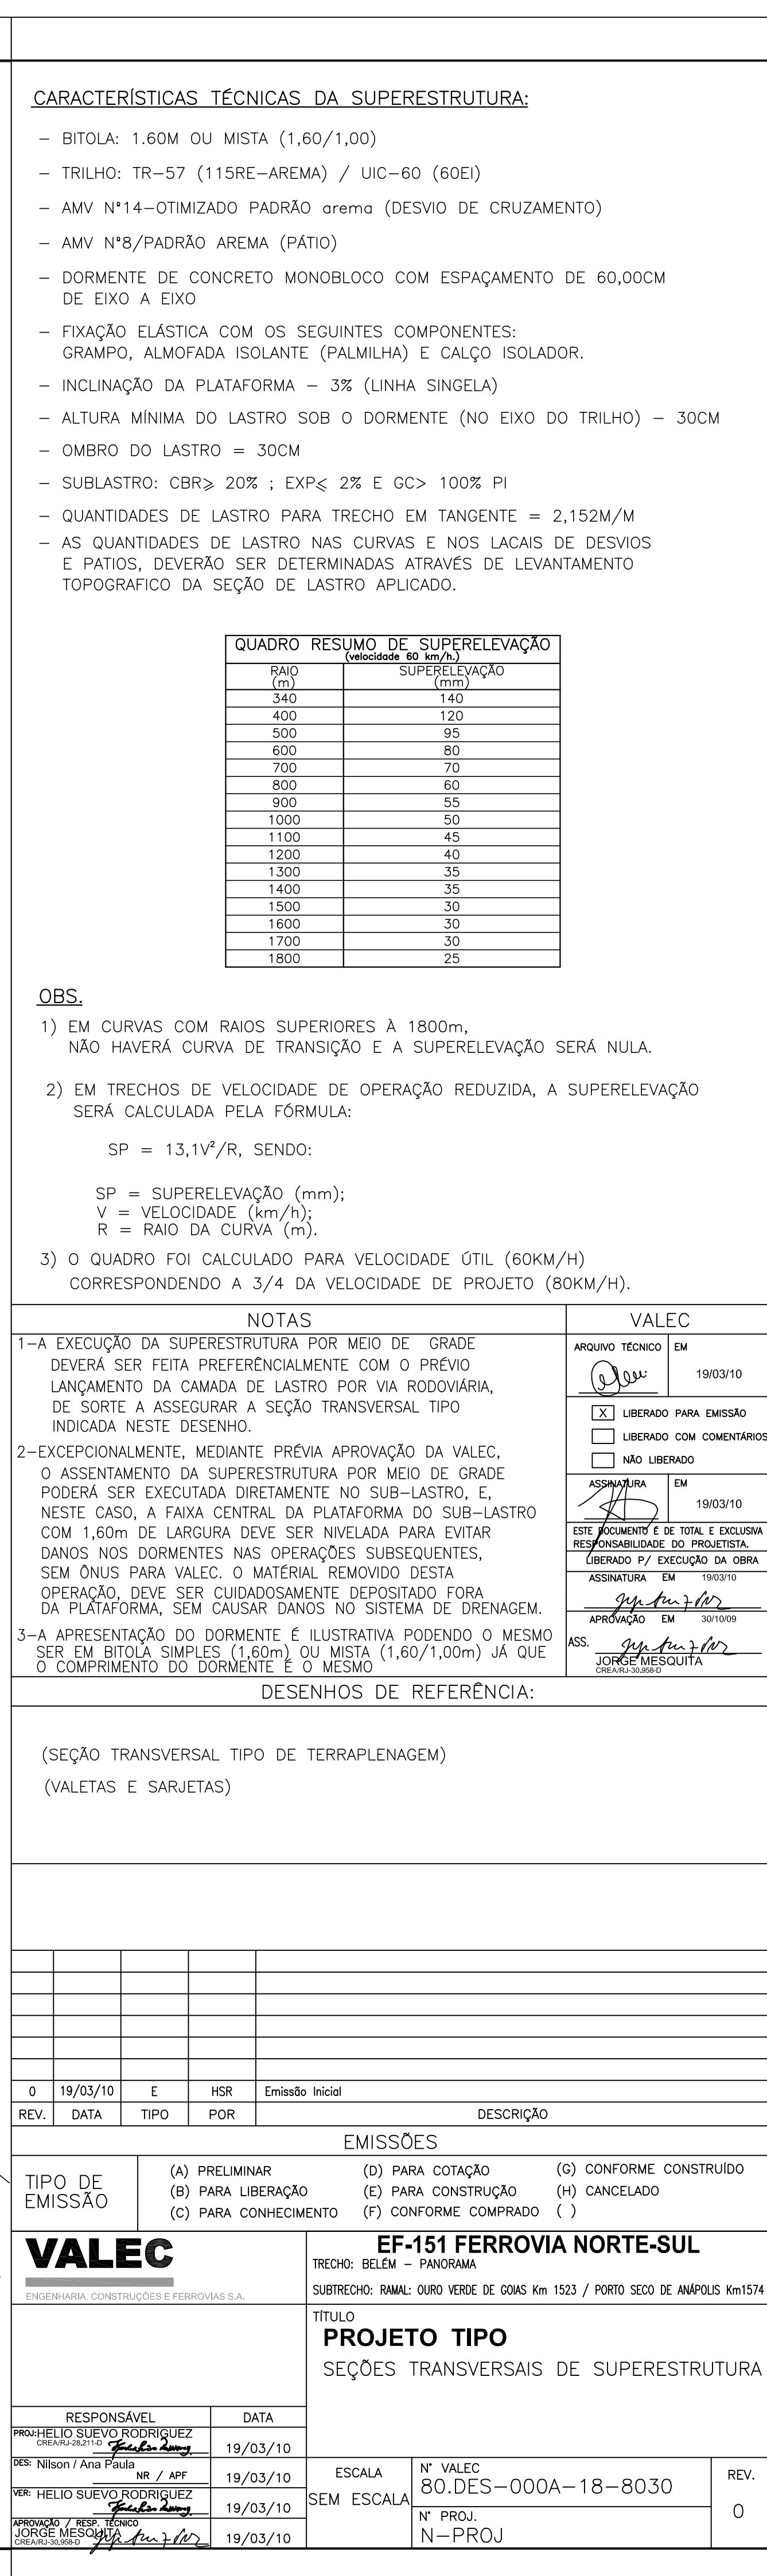 CARACTERÍSTICAS TÉCNICAS DA SUPERESTRUTURA:
– BITOLA: 1.60M OU MISTA (1,60/1,00)
– TRILHO: TR–57 (115RE–AREMA) / UIC–60 (60EI)
– AMV N°14–OTIMIZADO PADRÃO arema (DESVIO DE CRUZAMENTO)
– AMV N°8/PADRÃO AREMA (PÁTIO)
– DORMENTE DE CONCRETO MONOBLOCO COM ESPAÇAMENTO DE 60,00CM
DE EIXO A EIXO
– FIXAÇÃO ELÁSTICA COM OS SEGUINTES COMPONENTES:
GRAMPO, ALMOFADA ISOLANTE (PALMILHA) E CALÇO ISOLADOR.
– INCLINAÇÃO DA PLATAFORMA – 3% (LINHA SINGELA)
– ALTURA MÍNIMA DO LASTRO SOB O DORMENTE (NO EIXO DO TRILHO) – 30CM
– OMBRO DO LASTRO = 30CM
– SUBLASTRO: CBR⩾ 20% ; EXP⩽ 2% E GC> 100% PI
– QUANTIDADES DE LASTRO PARA TRECHO EM TANGENTE = 2,152M/M
– AS QUANTIDADES DE LASTRO NAS CURVAS E NOS LACAIS DE DESVIOS
E PATIOS, DEVERÃO SER DETERMINADAS ATRAVÉS DE LEVANTAMENTO
TOPOGRAFICO DA SEÇÃO DE LASTRO APLICADO.
QUADRO RESUMO DE SUPERELEVAÇÃO
(velocidade 60 km/h.)
RAIO (m) SUPERELEVAÇÃO (mm)
340 140
400 120
500 95
600 80
700 70
800 60
900 55
1000 50
1100 45
1200 40
1300 35
1400 35
1500 30
1600 30
1700 30
1800 25
OBS.
1) EM CURVAS COM RAIOS SUPERIORES À 1800m,
NÃO HAVERÁ CURVA DE TRANSIÇÃO E A SUPERELEVAÇÃO SERÁ NULA.
2) EM TRECHOS DE VELOCIDADE DE OPERAÇÃO REDUZIDA, A SUPERELEVAÇÃO
SERÁ CALCULADA PELA FÓRMULA:
SP = 13,1V²/R, SENDO:
SP = SUPERELEVAÇÃO (mm);
V = VELOCIDADE (km/h);
R = RAIO DA CURVA (m).
3) O QUADRO FOI CALCULADO PARA VELOCIDADE ÚTIL (60KM/H)
CORRESPONDENDO A 3/4 DA VELOCIDADE DE PROJETO (80KM/H).
NOTAS
1–A EXECUÇÃO DA SUPERESTRUTURA POR MEIO DE GRADE
DEVERÁ SER FEITA PREFERÊNCIALMENTE COM O PRÉVIO
LANÇAMENTO DA CAMADA DE LASTRO POR VIA RODOVIÁRIA,
DE SORTE A ASSEGURAR A SEÇÃO TRANSVERSAL TIPO
INDICADA NESTE DESENHO.
2–EXCEPCIONALMENTE, MEDIANTE PRÉVIA APROVAÇÃO DA VALEC,
O ASSENTAMENTO DA SUPERESTRUTURA POR MEIO DE GRADE
PODERÁ SER EXECUTADA DIRETAMENTE NO SUB–LASTRO, E,
NESTE CASO, A FAIXA CENTRAL DA PLATAFORMA DO SUB–LASTRO
COM 1,60m DE LARGURA DEVE SER NIVELADA PARA EVITAR
DANOS NOS DORMENTES NAS OPERAÇÕES SUBSEQUENTES,
SEM ÔNUS PARA VALEC. O MATÉRIAL REMOVIDO DESTA
OPERAÇÃO, DEVE SER CUIDADOSAMENTE DEPOSITADO FORA
DA PLATAFORMA, SEM CAUSAR DANOS NO SISTEMA DE DRENAGEM.
3–A APRESENTAÇÃO DO DORMENTE É ILUSTRATIVA PODENDO O MESMO
SER EM BITOLA SIMPLES (1,60m) OU MISTA (1,60/1,00m) JÁ QUE
O COMPRIMENTO DO DORMENTE É O MESMO
VALEC
ARQUIVO TÉCNICO EM
19/03/10
X LIBERADO PARA EMISSÃO
LIBERADO COM COMENTÁRIOS
NÃO LIBERADO
ASSINATURA EM
19/03/10
ESTE DOCUMENTO É DE TOTAL E EXCLUSIVA
RESPONSABILIDADE DO PROJETISTA.
LIBERADO P/ EXECUÇÃO DA OBRA
ASSINATURA EM 19/03/10
APROVAÇÃO EM 30/10/09
ASS.
JORGE MESQUITA
CREA/RJ-30.958-D
DESENHOS DE REFERÊNCIA:
(SEÇÃO TRANSVERSAL TIPO DE TERRAPLENAGEM)
(VALETAS E SARJETAS)
0 19/03/10 E HSR Emissão Inicial
REV. DATA TIPO POR DESCRIÇÃO
EMISSÕES
TIPO DE
EMISSÃO
(A) PRELIMINAR (D) PARA COTAÇÃO (G) CONFORME CONSTRUÍDO
(B) PARA LIBERAÇÃO (E) PARA CONSTRUÇÃO (H) CANCELADO
(C) PARA CONHECIMENTO (F) CONFORME COMPRADO ( )
VALEC
ENGENHARIA, CONSTRUÇÕES E FERROVIAS S.A.
EF-151 FERROVIA NORTE-SUL
TRECHO: BELÉM – PANORAMA
SUBTRECHO: RAMAL: OURO VERDE DE GOIAS Km 1523 / PORTO SECO DE ANÁPOLIS Km1574
TÍTULO
PROJETO TIPO
SEÇÕES TRANSVERSAIS DE SUPERESTRUTURA
RESPONSÁVEL DATA
PROJ: HELIO SUEVO RODRIGUEZ
CREA/RJ-28,211-D
19/03/10
DES: Nilson / Ana Paula
NR / APF 19/03/10
VER: HELIO SUEVO RODRIGUEZ
19/03/10
APROVAÇÃO / RESP. TÉCNICO
JORGE MESQUITA
CREA/RJ-30,958-D
19/03/10
ESCALA
SEM ESCALA
N° VALEC
80.DES–000A–18–8030
N° PROJ.
N–PROJ
REV.
0